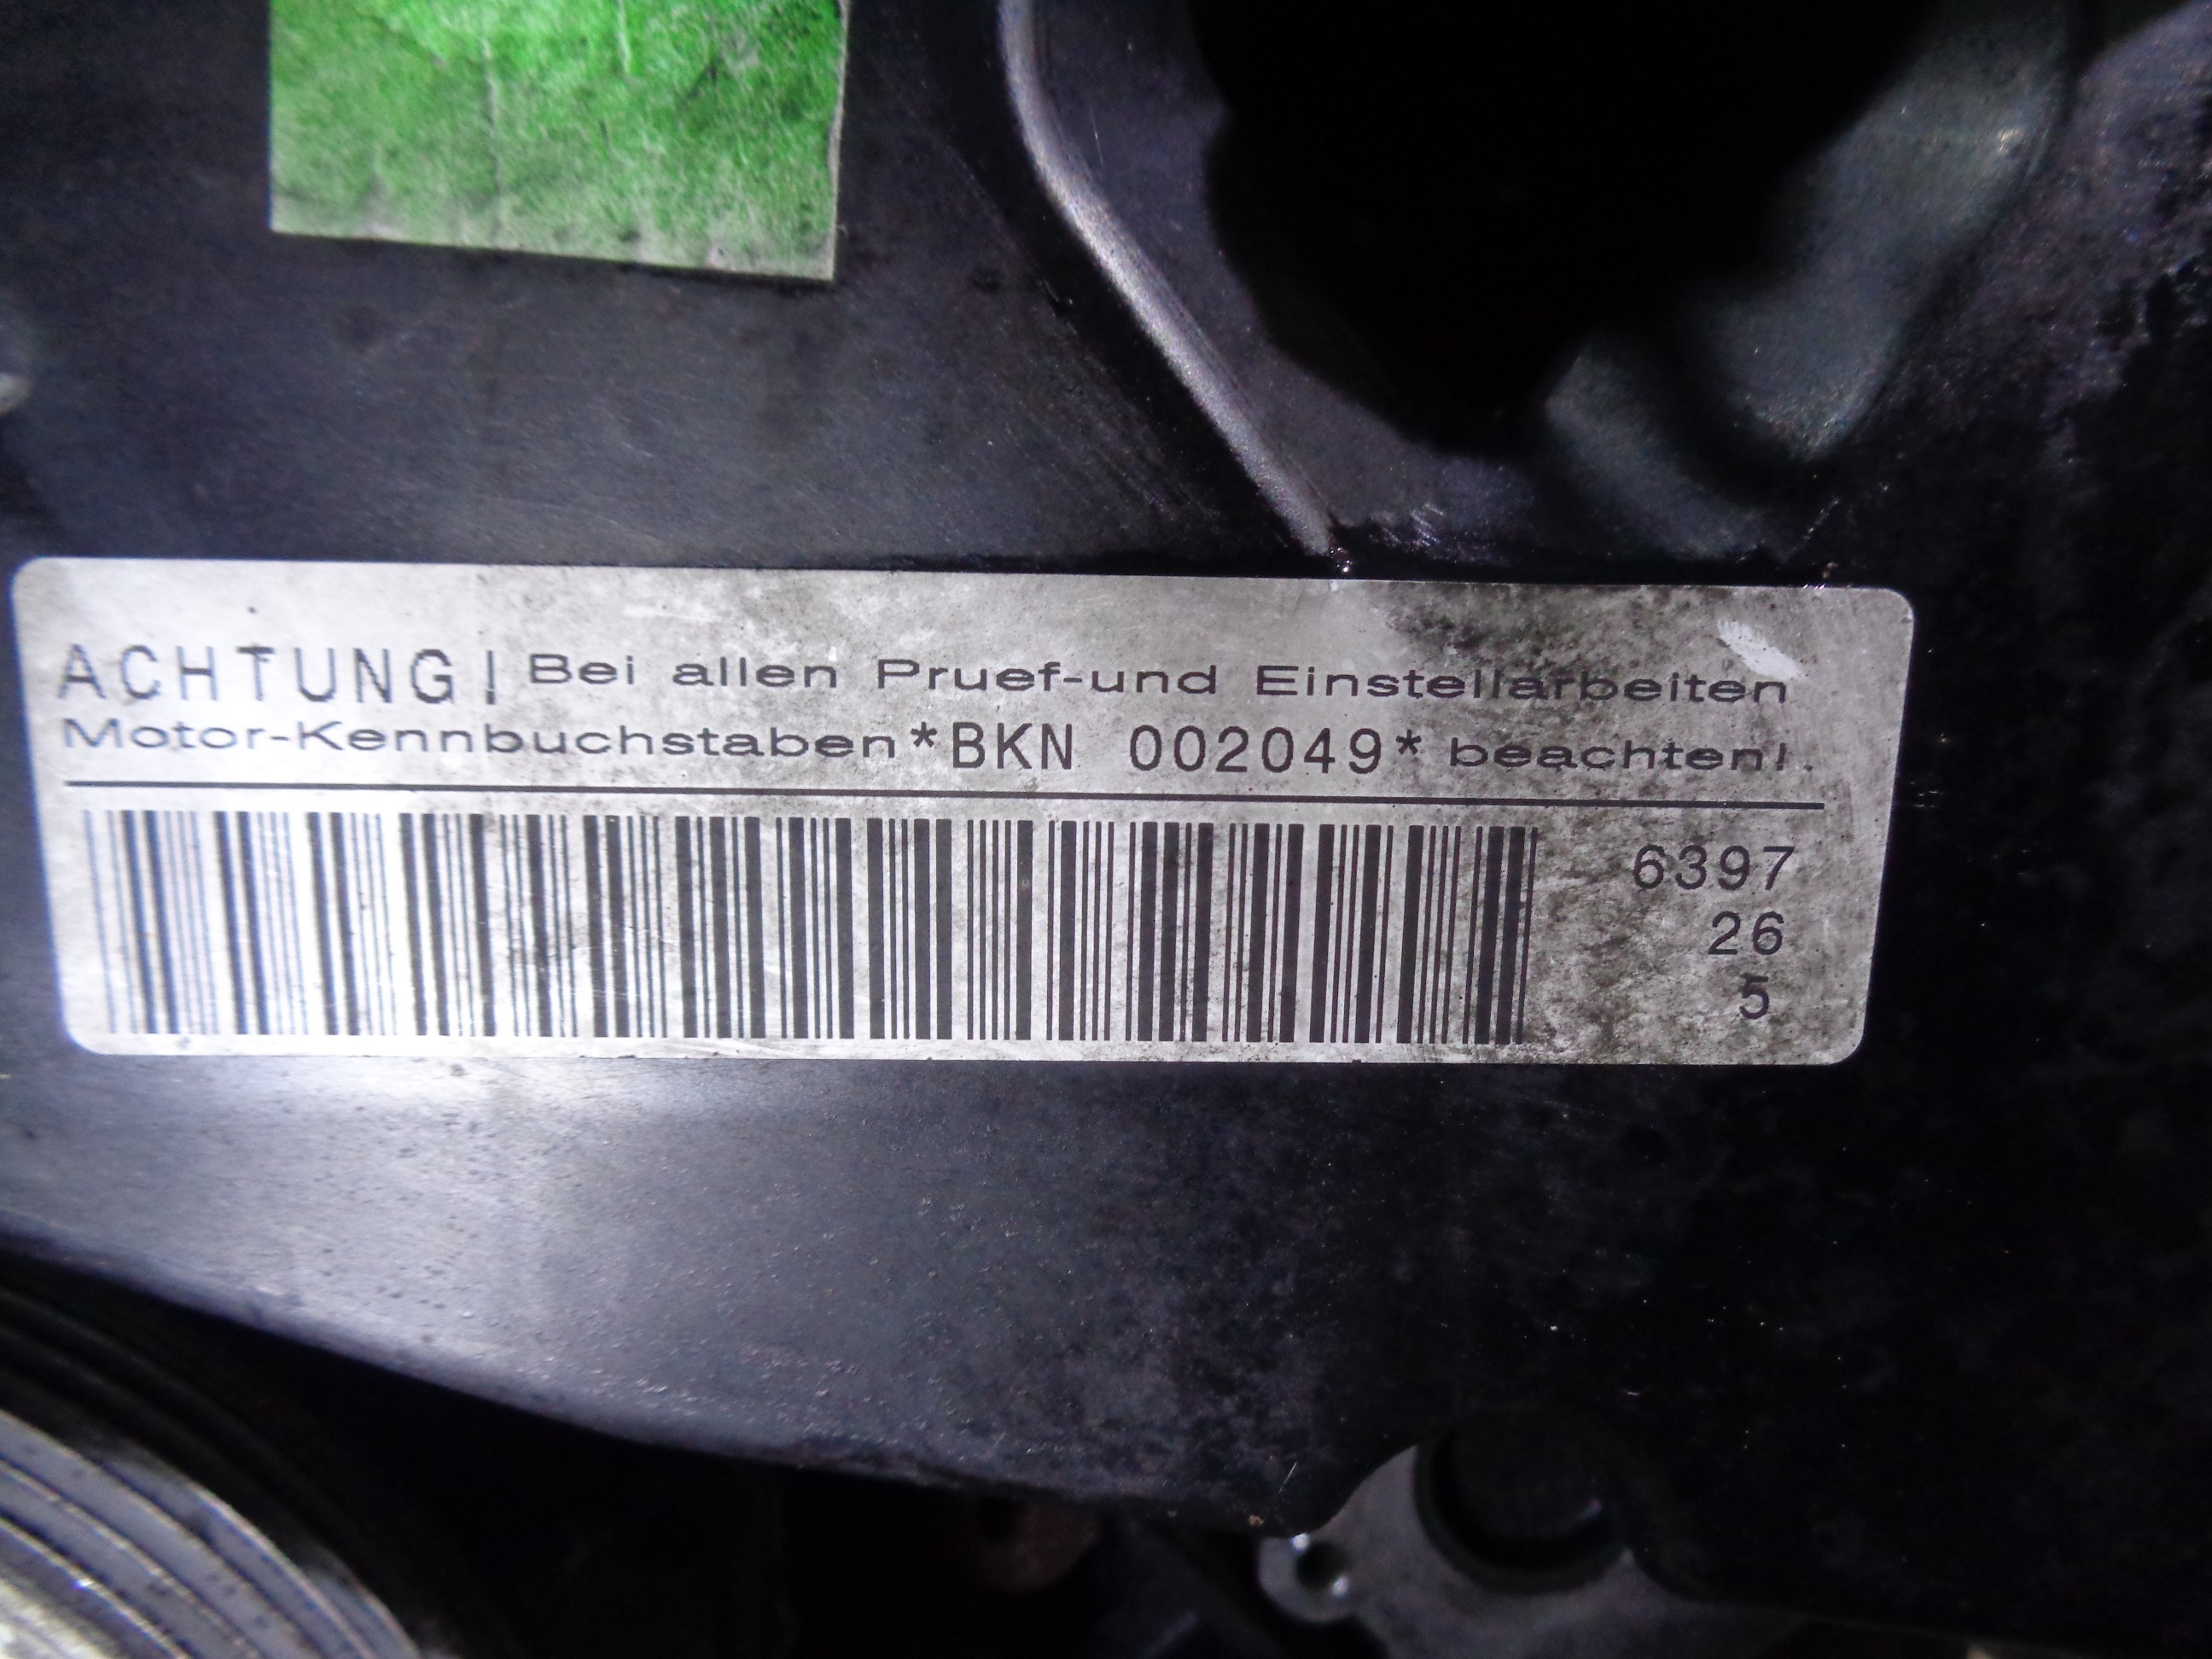 ACHTUNG! Bei allen Pruef-und Einstellarbeiten
Motor-Kennbuchstaben*BKN 002049* beachten!.
6397
26
5